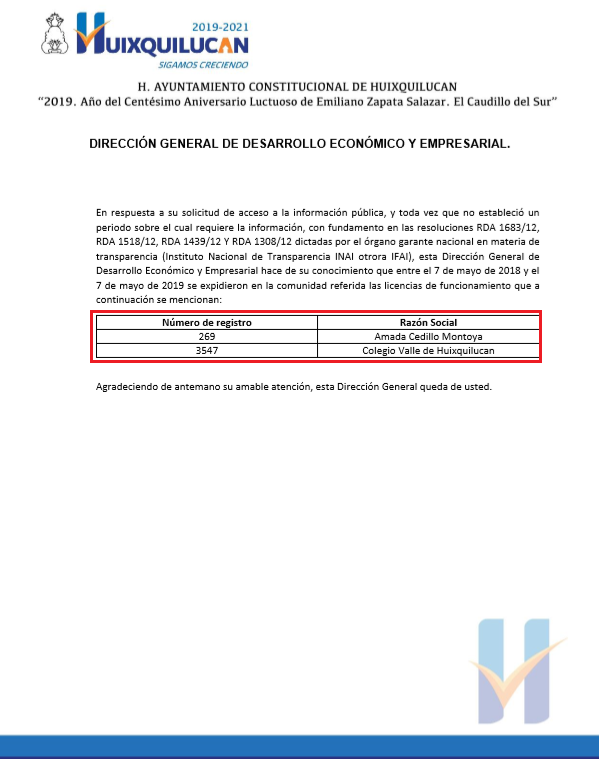 2019-2021
HUIXQUILUCAN
SIGAMOS CRECIENDO
H. AYUNTAMIENTO CONSTITUCIONAL DE HUIXQUILUCAN
“2019. Año del Centésimo Aniversario Luctuoso de Emiliano Zapata Salazar. El Caudillo del Sur”
DIRECCIÓN GENERAL DE DESARROLLO ECONÓMICO Y EMPRESARIAL.
En respuesta a su solicitud de acceso a la información pública, y toda vez que no estableció un
periodo sobre el cual requiere la información, con fundamento en las resoluciones RDA 1683/12,
RDA 1518/12, RDA 1439/12 Y RDA 1308/12 dictadas por el órgano garante nacional en materia de
transparencia (Instituto Nacional de Transparencia INAI otrora IFAI), esta Dirección General de
Desarrollo Económico y Empresarial hace de su conocimiento que entre el 7 de mayo de 2018 y el
7 de mayo de 2019 se expidieron en la comunidad referida las licencias de funcionamiento que a
continuación se mencionan:
Número de registro Razón Social
269 Amada Cedillo Montoya
3547 Colegio Valle de Huixquilucan
Agradeciendo de antemano su amable atención, esta Dirección General queda de usted.